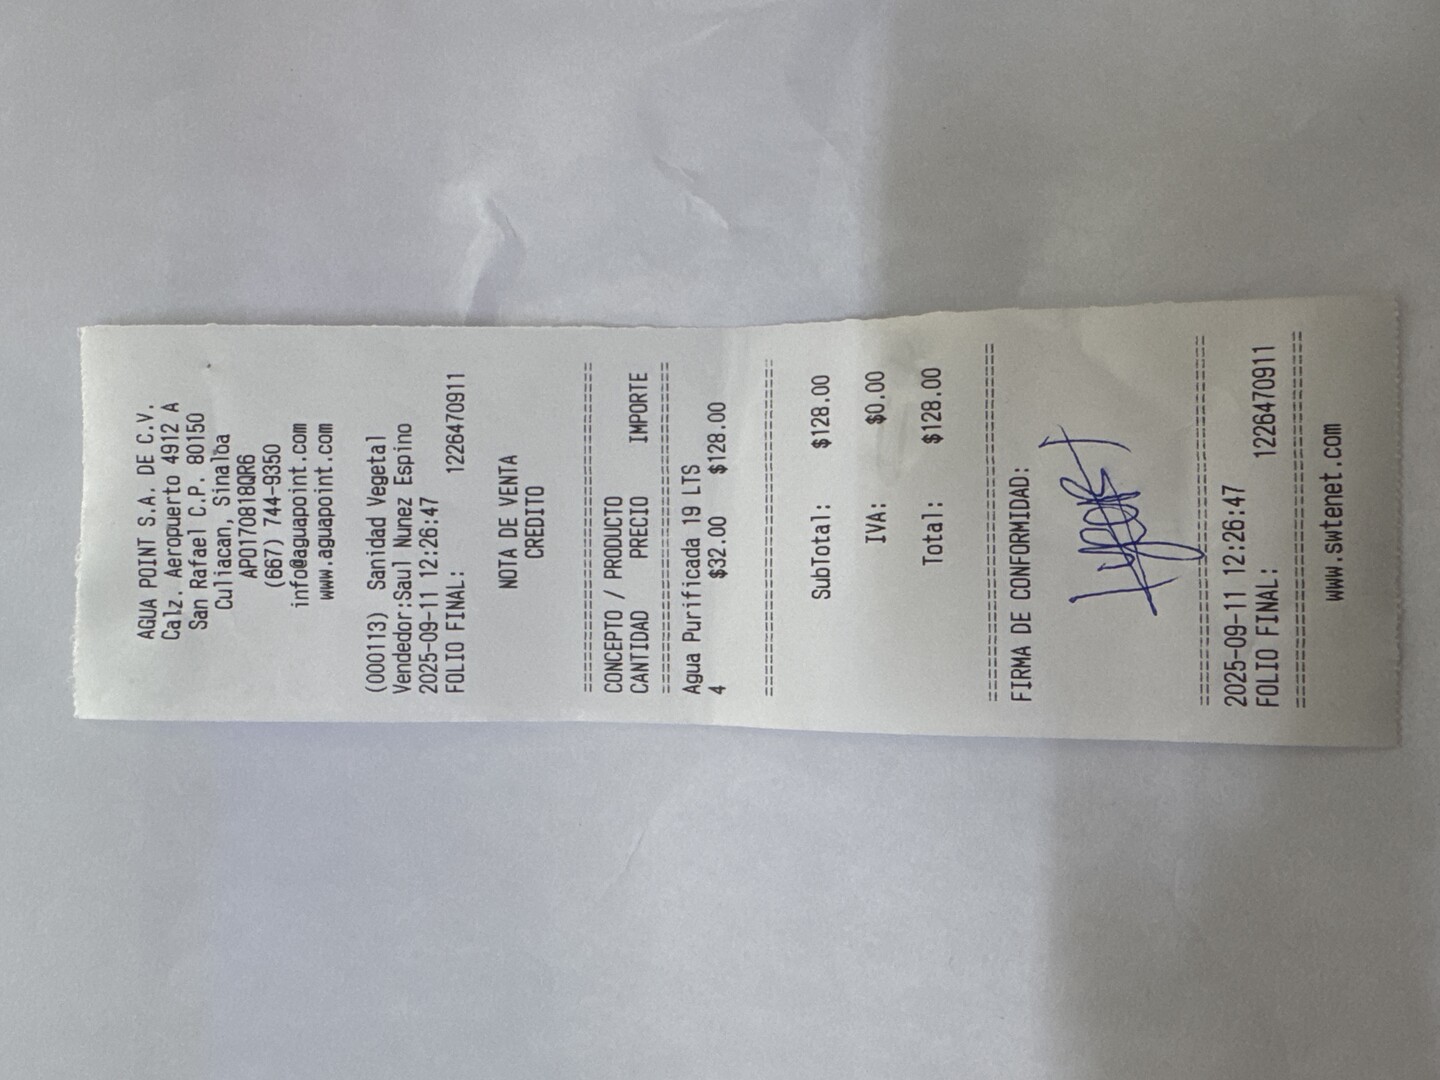 AGUA POINT S.A. DE C.V.
Calz. Aeropuerto 4912 A
San Rafael C.P. 80150
Culiacan, Sinaloa
APO170818QR6
(667) 744-9350
info@aguapoint.com
www.aguapoint.com
(000113) Sanidad Vegetal
Vendedor:Saul Nunez Espino
2025-09-11 12:26:47
FOLIO FINAL: 1226470911
NOTA DE VENTA
CREDITO
CONCEPTO / PRODUCTO
CANTIDAD PRECIO IMPORTE
Agua Purificada 19 LTS
4 $32.00 $128.00
SubTotal: $128.00
IVA: $0.00
Total: $128.00
FIRMA DE CONFORMIDAD:
2025-09-11 12:26:47
FOLIO FINAL: 1226470911
www.swtenet.com